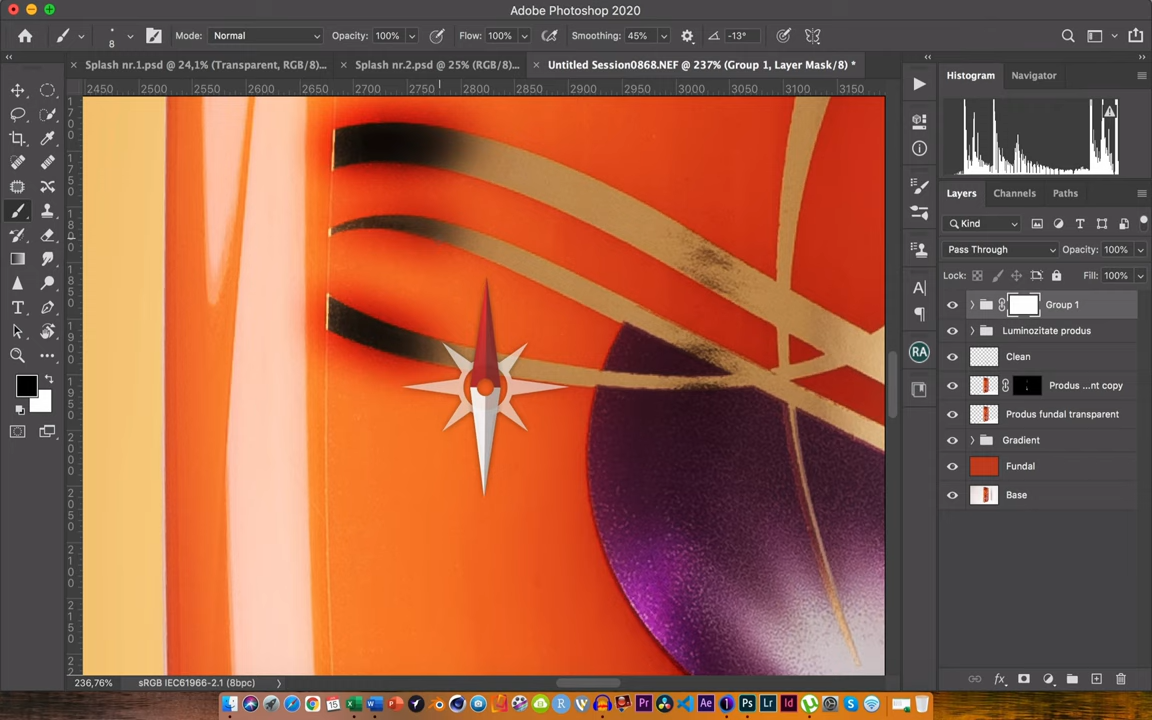 Adobe Photoshop 2020
8 Mode: Normal Opacity: 100% Flow: 100% Smoothing: 45% -13°
Splash nr.1.psd @ 24,1% (Transparent, RGB/8)... Splash nr.2.psd @ 25% (RGB/8)... Untitled Session0868.NEF @ 237% (Group 1, Layer Mask/8) *
2450 2500 2550 2600 2650 2700 2750 2800 2850 2900 2950 3000 3050 3100 3150
Histogram Navigator
Layers Channels Paths
Kind
Pass Through Opacity: 100%
Lock: Fill: 100%
Group 1
Luminozitate produs
Clean
Produs ...nt copy
Produs fundal transparent
Gradient
Fundal
Base
RA
236,76% sRGB IEC61966-2.1 (8bpc)